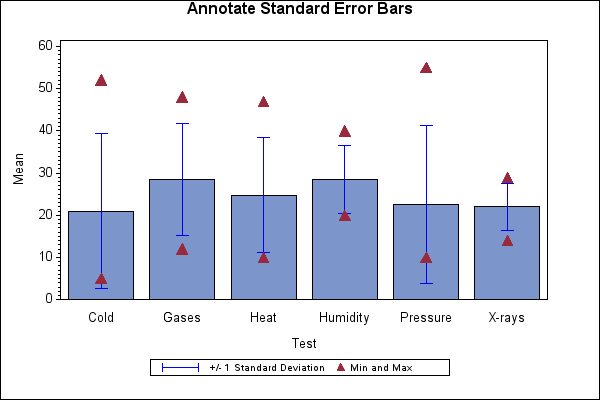 Annotate Standard Error Bars
60
50
40
30
20
10
0
Mean
Cold Gases Heat Humidity Pressure X-rays
Test
+/- 1 Standard Deviation Min and Max